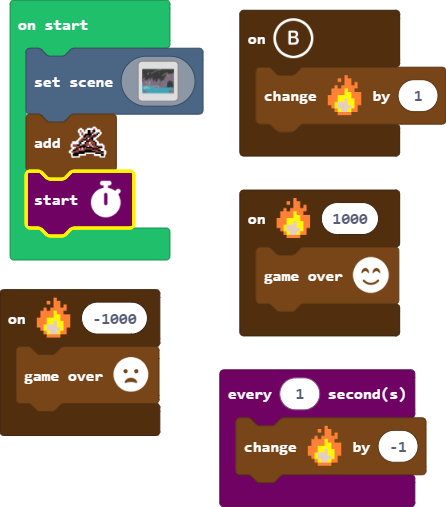 on start
set scene
add
start
on B
change by 1
on 1000
game over
on -1000
game over
every 1 second(s)
change by -1